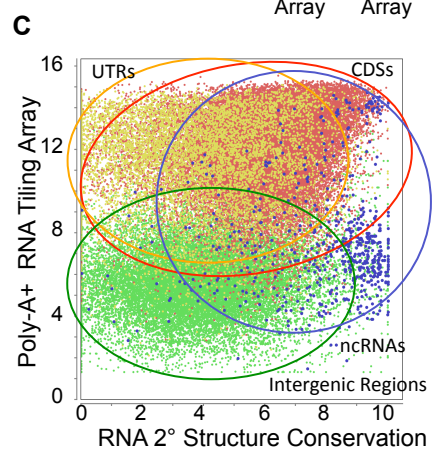 Array Array
C
16
UTRs CDSs
12
8
4
0
ncRNAs
Intergenic Regions
0 2 4 6 8 10
Poly-A+ RNA Tiling Array
RNA 2° Structure Conservation